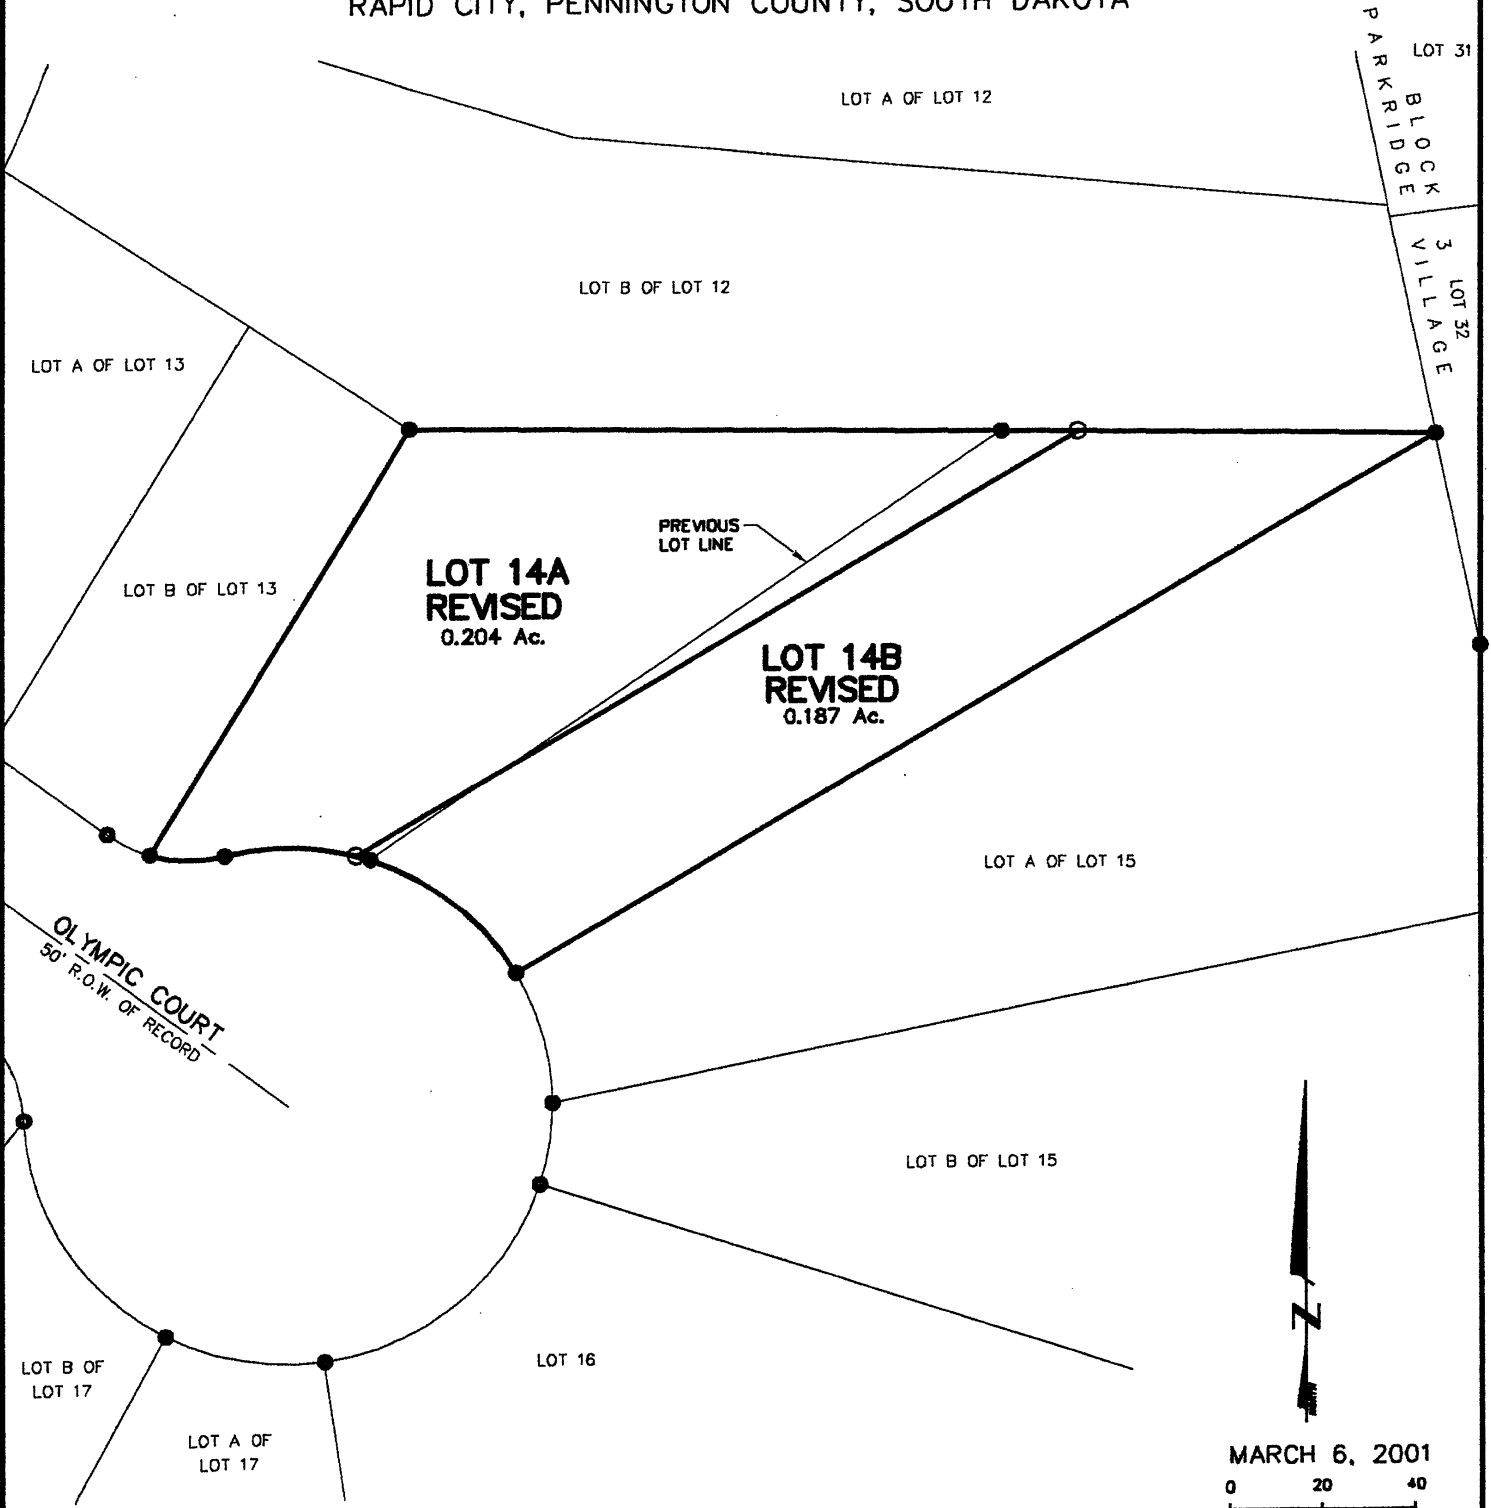 RAPID CITY, PENNINGTON COUNTY, SOUTH DAKOTA
LOT 31
PARKRIDGE
BLOCK
LOT A OF LOT 12
3
VILLAGE
LOT 32
LOT B OF LOT 12
LOT A OF LOT 13
LOT B OF LOT 13
PREVIOUS
LOT LINE
LOT 14A
REVISED
0.204 Ac.
LOT 14B
REVISED
0.187 Ac.
LOT A OF LOT 15
OLYMPIC COURT
50' R.O.W. OF RECORD
LOT B OF LOT 15
LOT 16
LOT B OF
LOT 17
LOT A OF
LOT 17
N
MARCH 6, 2001
0 20 40